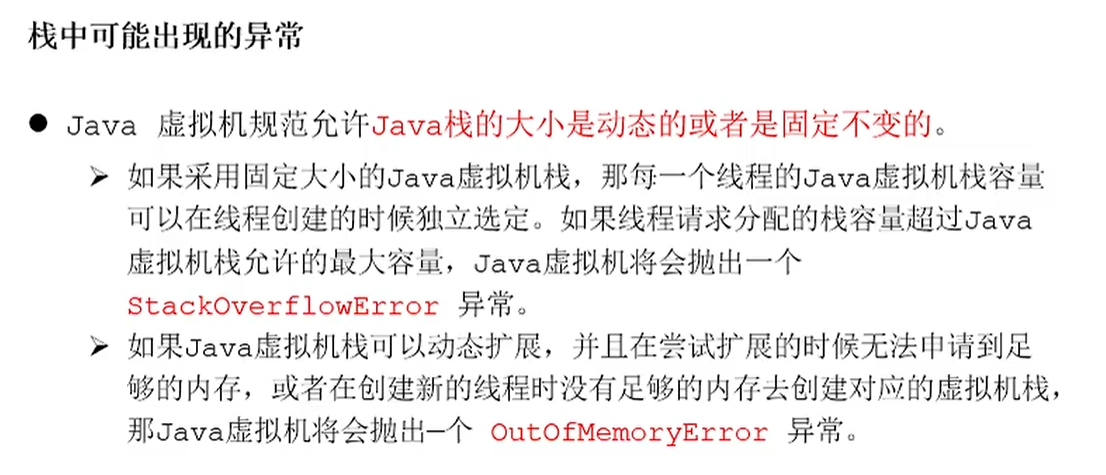 栈中可能出现的异常
● Java 虚拟机规范允许Java栈的大小是动态的或者是固定不变的。
➢ 如果采用固定大小的Java虚拟机栈，那每一个线程的Java虚拟机栈容量
可以在线程创建的时候独立选定。如果线程请求分配的栈容量超过Java
虚拟机栈允许的最大容量，Java虚拟机将会抛出一个
StackOverflowError 异常。
➢ 如果Java虚拟机栈可以动态扩展，并且在尝试扩展的时候无法申请到足
够的内存，或者在创建新的线程时没有足够的内存去创建对应的虚拟机栈，
那Java虚拟机将会抛出一个 OutOfMemoryError 异常。